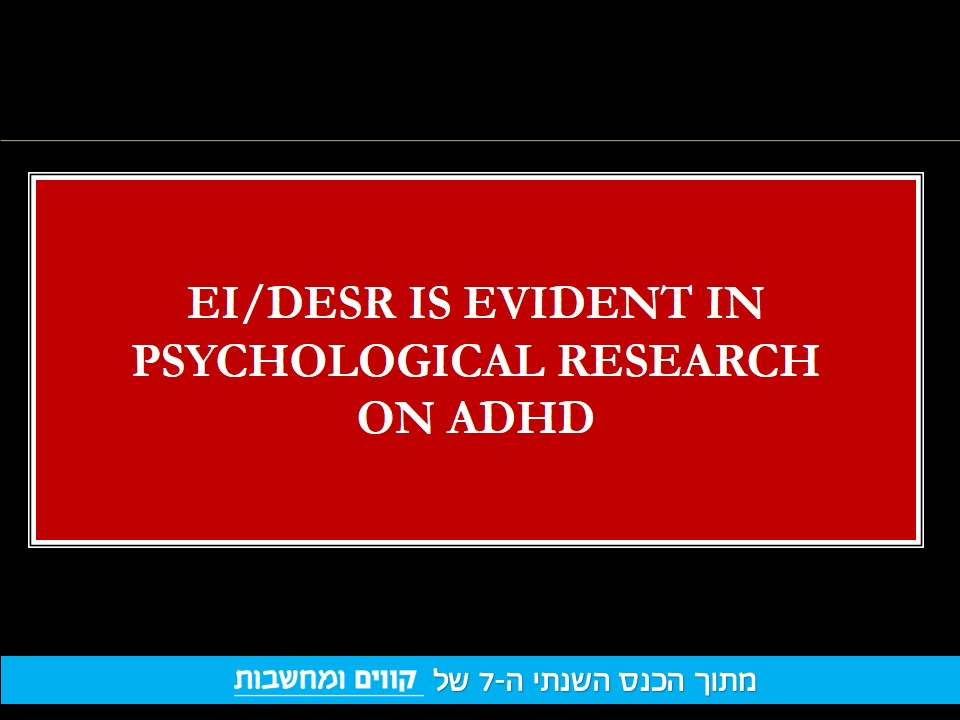 EI/DESR IS EVIDENT IN
PSYCHOLOGICAL RESEARCH
ON ADHD
מתוך הכנס השנתי ה-7 של קווים ומחשבות